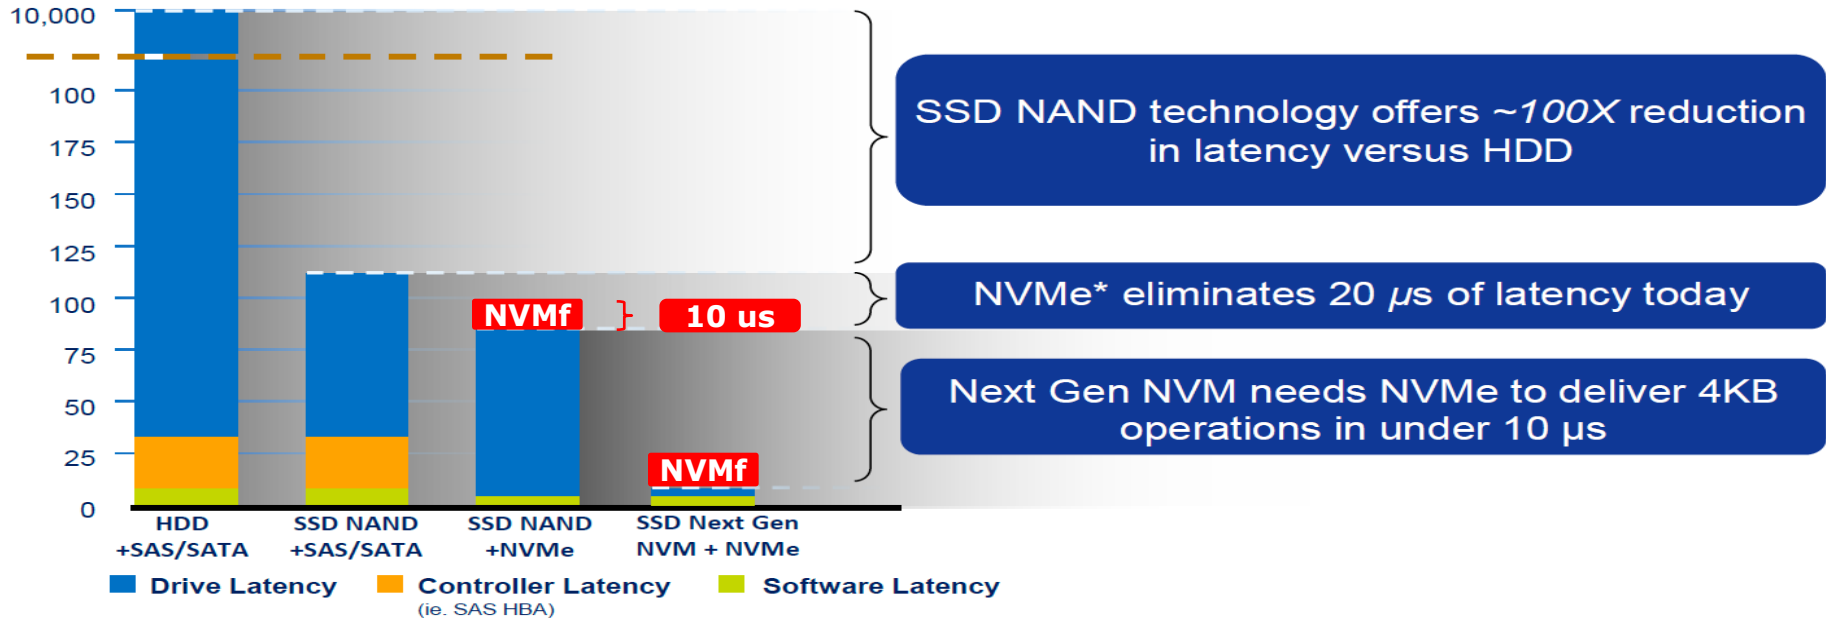 10,000
100
175
150
125
100
75
50
25
0
SSD NAND technology offers ~100X reduction
in latency versus HDD
NVMe* eliminates 20 µs of latency today
Next Gen NVM needs NVMe to deliver 4KB
operations in under 10 µs
NVMf
10 us
NVMf
HDD
+SAS/SATA
SSD NAND
+SAS/SATA
SSD NAND
+NVMe
SSD Next Gen
NVM + NVMe
Drive Latency
Controller Latency
(ie. SAS HBA)
Software Latency